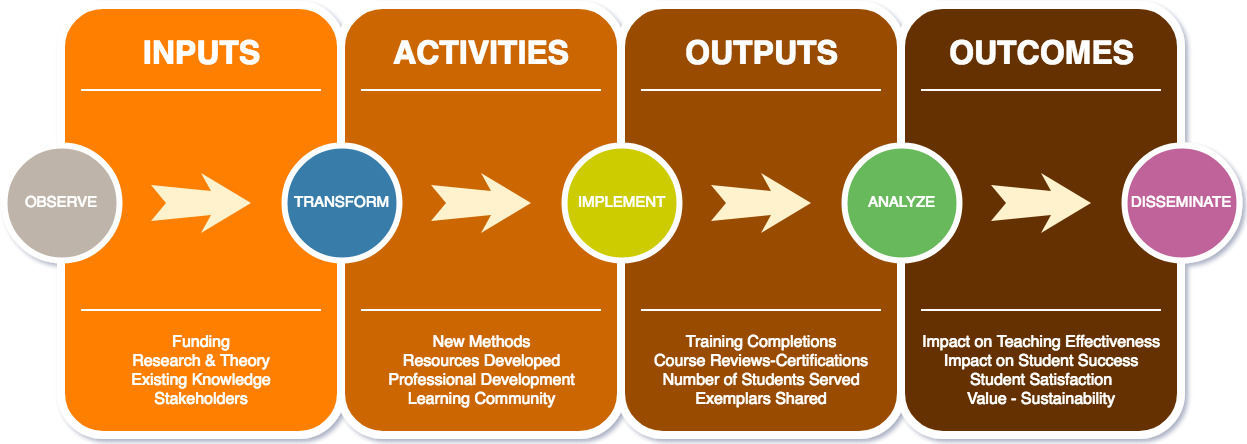 INPUTS
ACTIVITIES
OUTPUTS
OUTCOMES
OBSERVE
TRANSFORM
IMPLEMENT
ANALYZE
DISSEMINATE
Funding
Research & Theory
Existing Knowledge
Stakeholders
New Methods
Resources Developed
Professional Development
Learning Community
Training Completions
Course Reviews-Certifications
Number of Students Served
Exemplars Shared
Impact on Teaching Effectiveness
Impact on Student Success
Student Satisfaction
Value - Sustainability